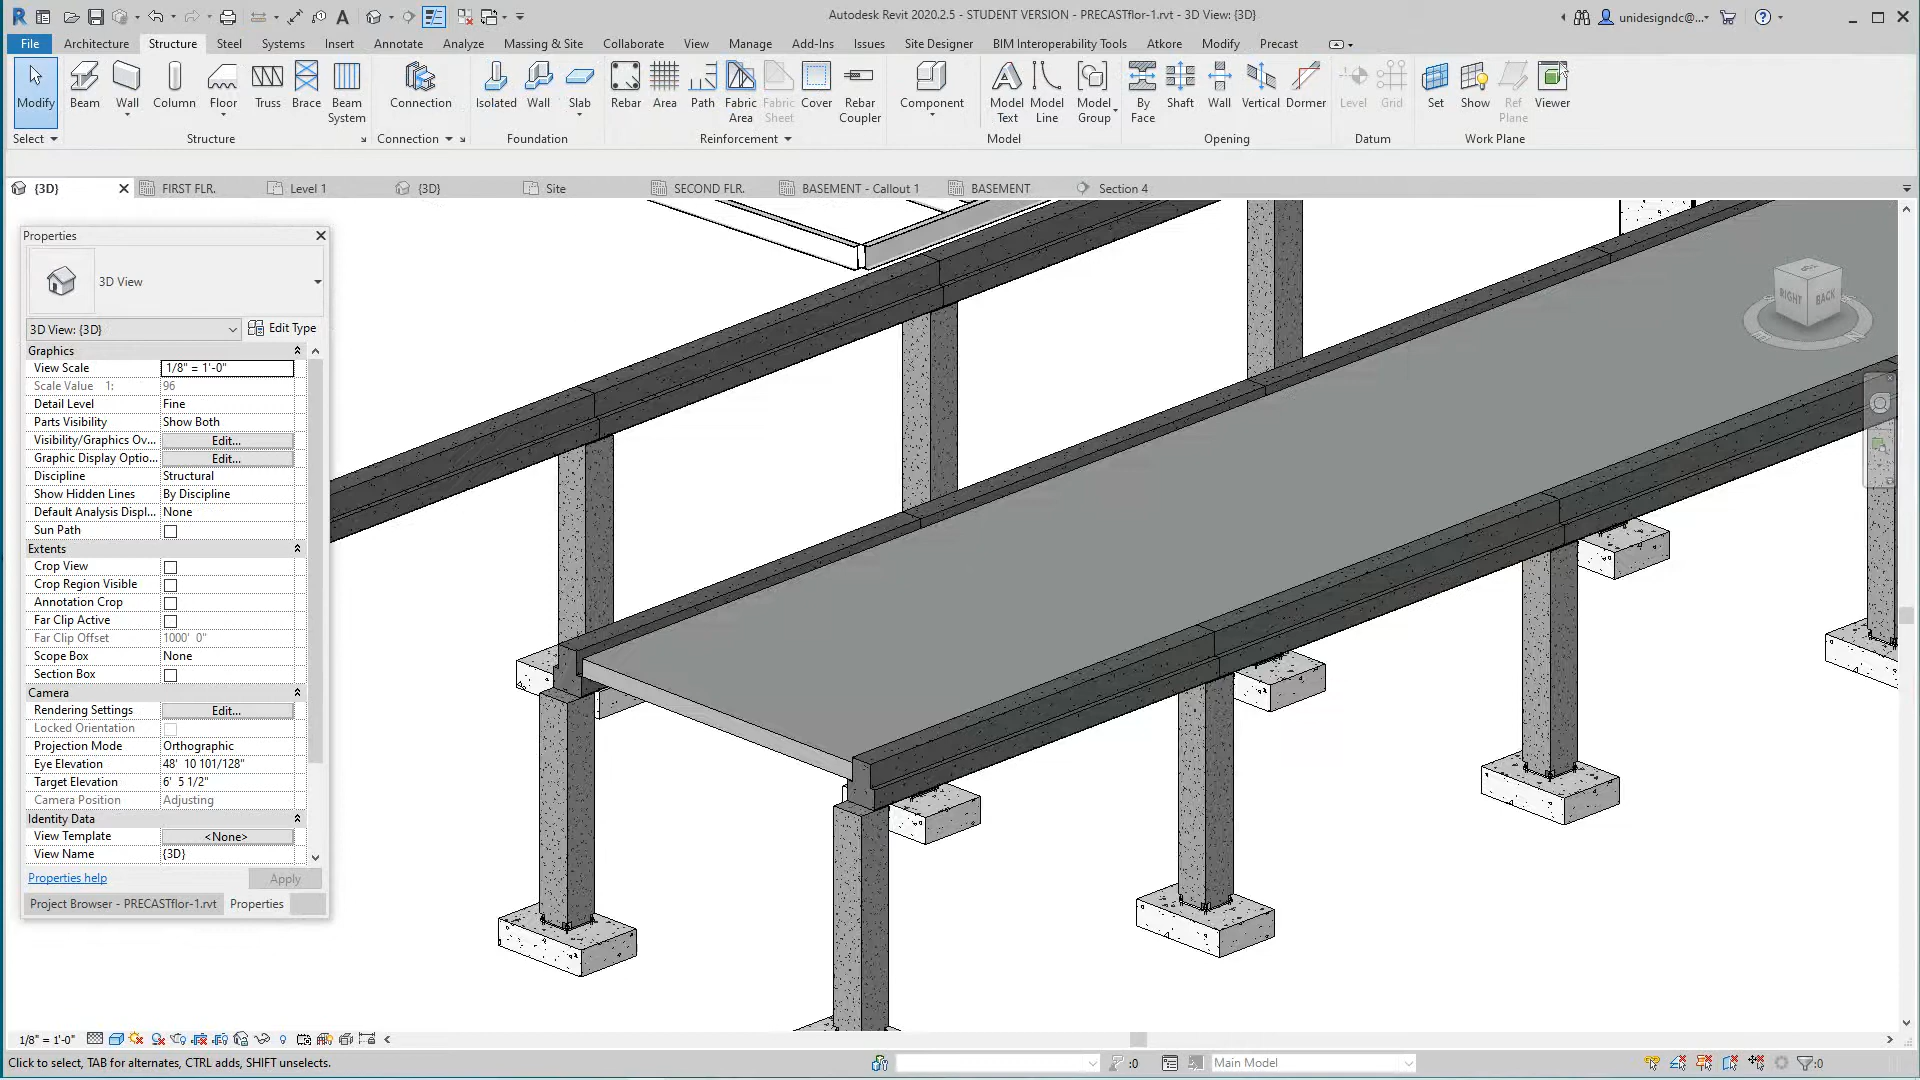 Autodesk Revit 2020.2.5 - STUDENT VERSION - PRECASTflor-1.rvt - 3D View: {3D}
unidesigndc@...
File Architecture Structure Steel Systems Insert Annotate Analyze Massing & Site Collaborate View Manage Add-Ins Issues Site Designer BIM Interoperability Tools Atkore Modify Precast
Modify Beam Wall Column Floor Truss Brace Beam System Connection Isolated Wall Slab Rebar Area Path Fabric Area Fabric Sheet Cover Rebar Coupler Component Model Text Model Line Model Group By Face Shaft Wall Vertical Dormer Level Grid Set Show Ref Plane Viewer
Select Structure Connection Foundation Reinforcement Model Opening Datum Work Plane
{3D} FIRST FLR. Level 1 {3D} Site SECOND FLR. BASEMENT - Callout 1 BASEMENT Section 4
Properties
3D View
3D View: {3D} Edit Type
Graphics
View Scale 1/8" = 1'-0"
Scale Value 1: 96
Detail Level Fine
Parts Visibility Show Both
Visibility/Graphics Ov... Edit...
Graphic Display Optio... Edit...
Discipline Structural
Show Hidden Lines By Discipline
Default Analysis Displ... None
Sun Path
Extents
Crop View
Crop Region Visible
Annotation Crop
Far Clip Active
Far Clip Offset 1000' 0"
Scope Box None
Section Box
Camera
Rendering Settings Edit...
Locked Orientation
Projection Mode Orthographic
Eye Elevation 48' 10 101/128"
Target Elevation 6' 5 1/2"
Camera Position Adjusting
Identity Data
View Template <None>
View Name {3D}
Properties help Apply
Project Browser - PRECASTflor-1.rvt Properties
RIGHT BACK
1/8" = 1'-0"
Click to select, TAB for alternates, CTRL adds, SHIFT unselects.
:0 Main Model :0